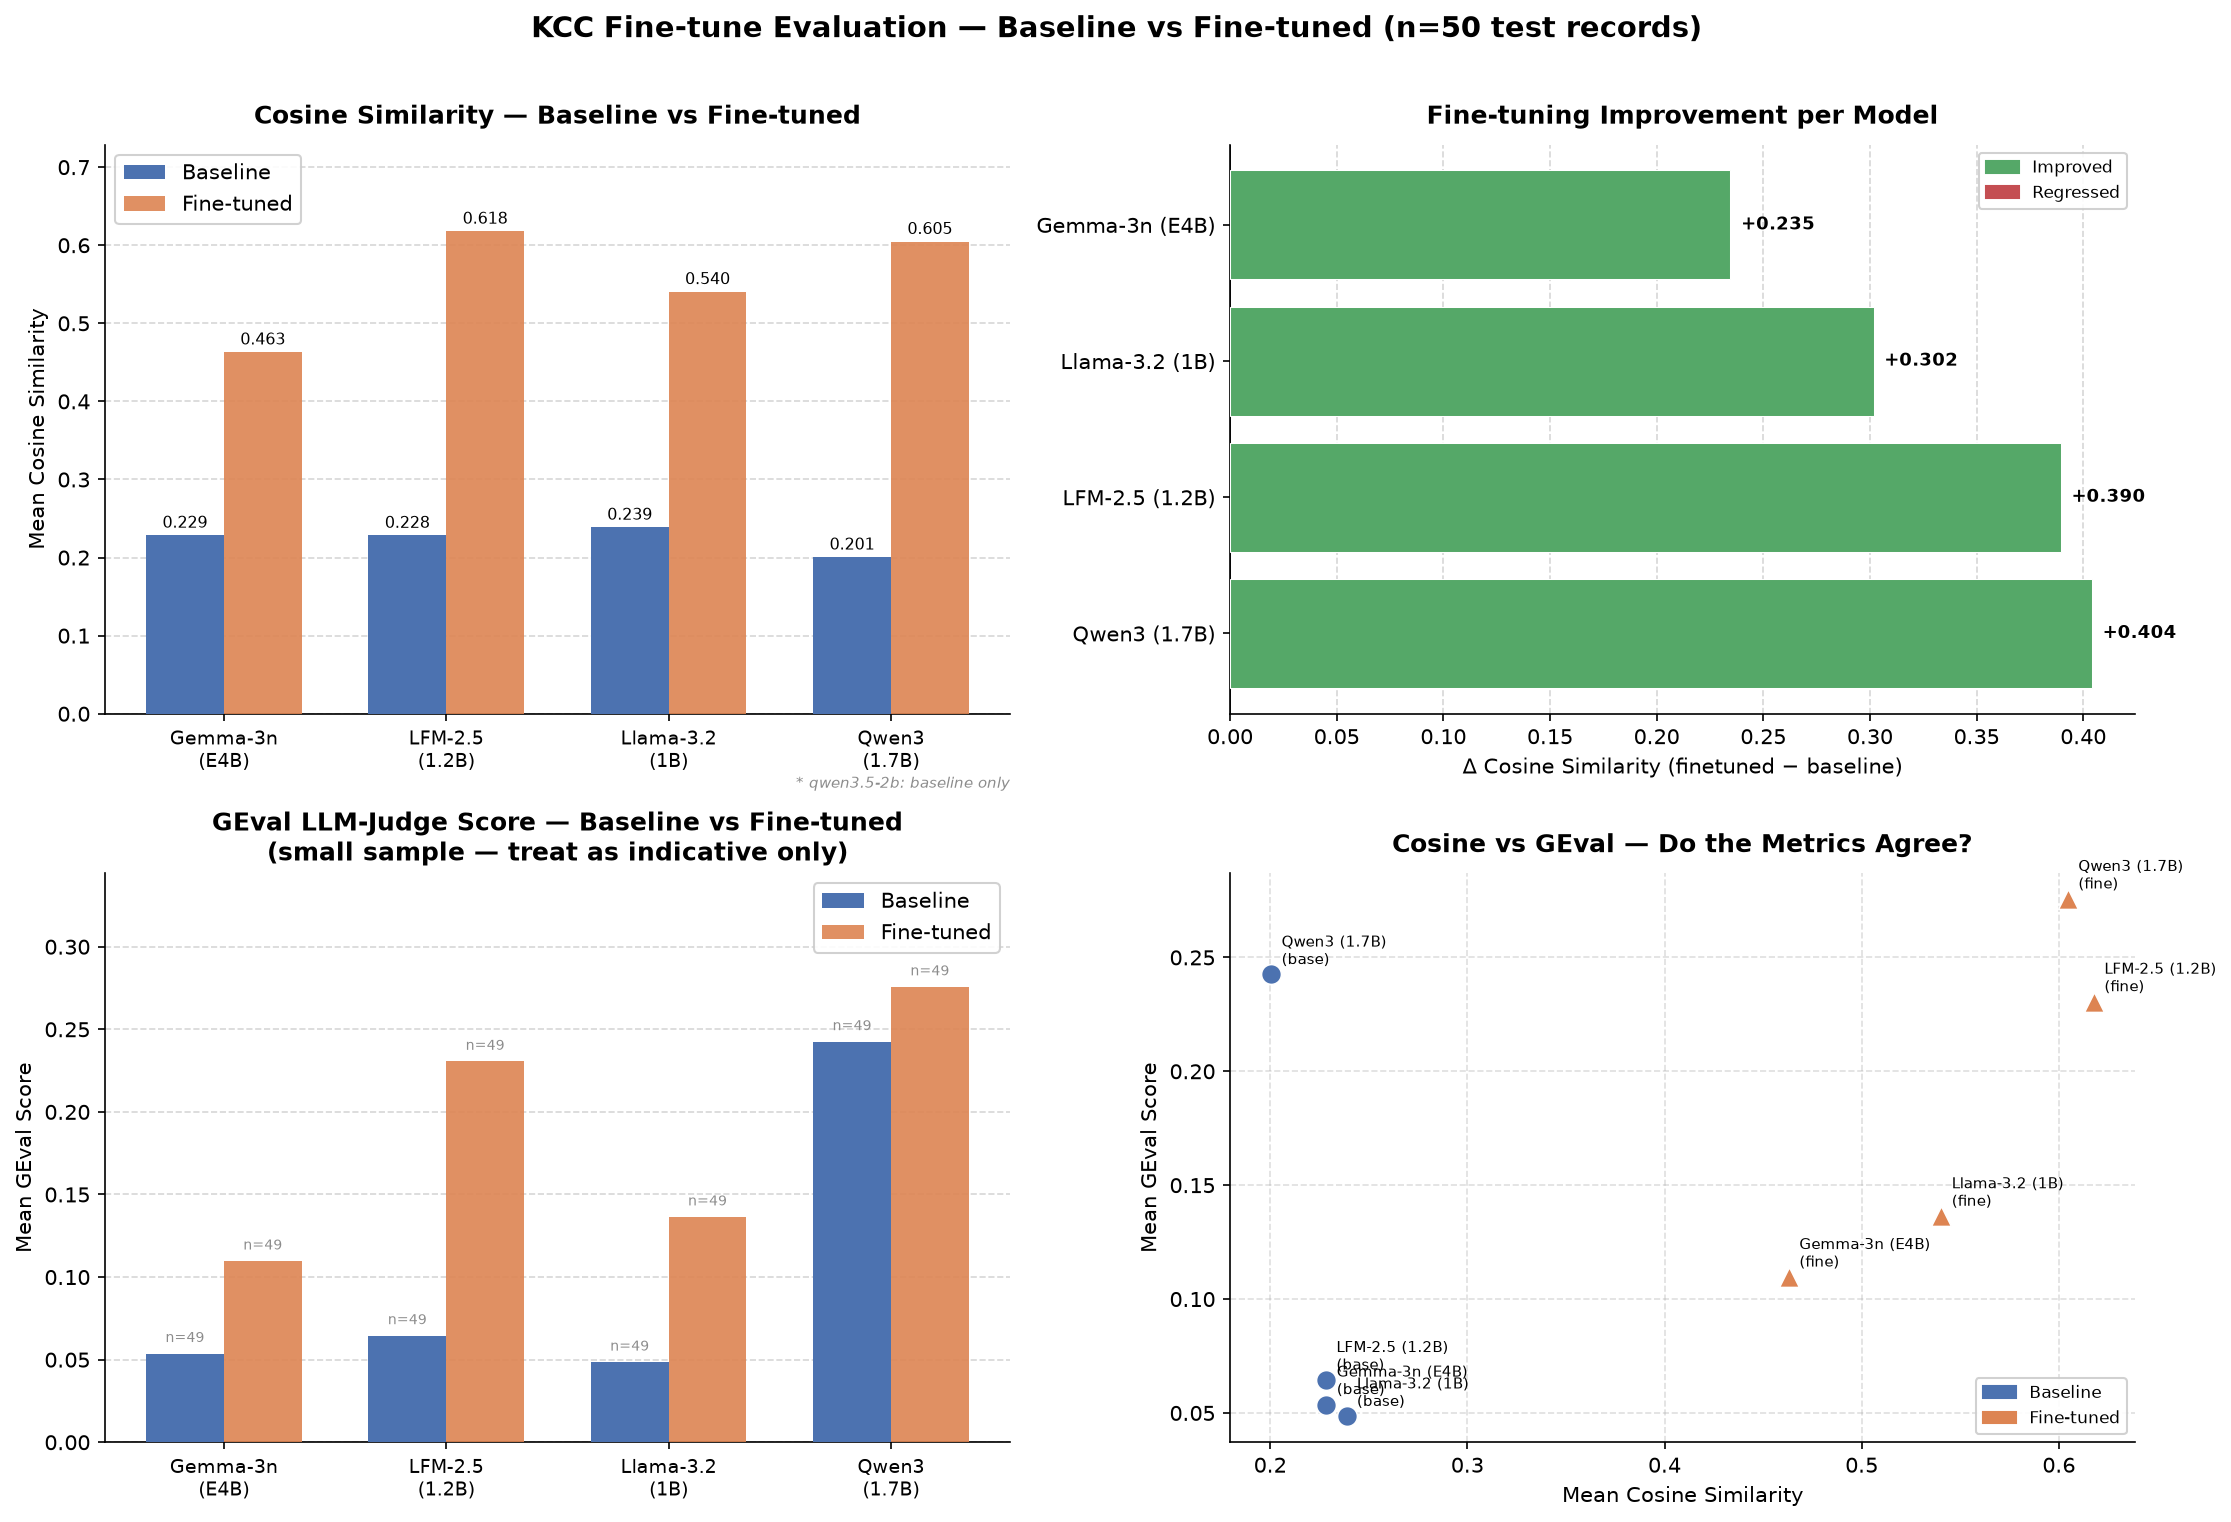 KCC Fine-tune Evaluation — Baseline vs Fine-tuned (n=50 test records)
Cosine Similarity — Baseline vs Fine-tuned
Baseline
Fine-tuned
Mean Cosine Similarity
0.7
0.6
0.5
0.4
0.3
0.2
0.1
0.0
0.229
0.463
0.228
0.618
0.239
0.540
0.201
0.605
Gemma-3n
(E4B)
LFM-2.5
(1.2B)
Llama-3.2
(1B)
Qwen3
(1.7B)
* qwen3.5-2b: baseline only
Fine-tuning Improvement per Model
Improved
Regressed
Gemma-3n (E4B)
+0.235
Llama-3.2 (1B)
+0.302
LFM-2.5 (1.2B)
+0.390
Qwen3 (1.7B)
+0.404
0.00 0.05 0.10 0.15 0.20 0.25 0.30 0.35 0.40
Δ Cosine Similarity (finetuned − baseline)
GEval LLM-Judge Score — Baseline vs Fine-tuned
(small sample — treat as indicative only)
Baseline
Fine-tuned
Mean GEval Score
0.30
0.25
0.20
0.15
0.10
0.05
0.00
n=49
n=49
n=49
n=49
n=49
n=49
n=49
n=49
Gemma-3n
(E4B)
LFM-2.5
(1.2B)
Llama-3.2
(1B)
Qwen3
(1.7B)
Cosine vs GEval — Do the Metrics Agree?
Mean GEval Score
0.25
0.20
0.15
0.10
0.05
Qwen3 (1.7B)
(fine)
Qwen3 (1.7B)
(base)
LFM-2.5 (1.2B)
(fine)
Llama-3.2 (1B)
(fine)
Gemma-3n (E4B)
(fine)
LFM-2.5 (1.2B)
(base)
Gemma-3n (E4B)
(base)
Llama-3.2 (1B)
(base)
Baseline
Fine-tuned
0.2 0.3 0.4 0.5 0.6
Mean Cosine Similarity